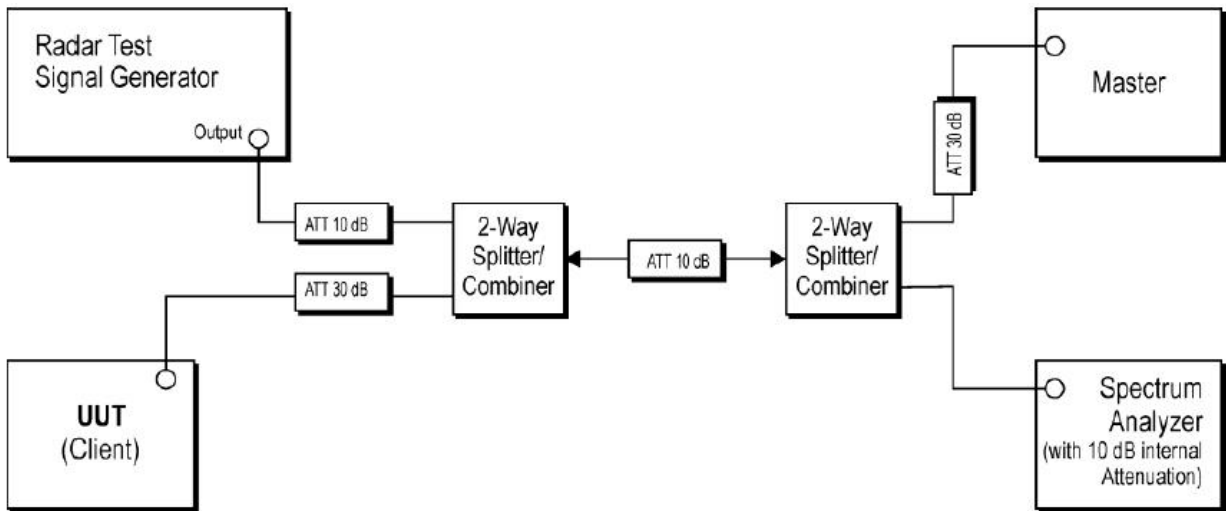 Radar Test
Signal Generator
Output
ATT 10 dB
ATT 30 dB
2-Way
Splitter/
Combiner
ATT 10 dB
2-Way
Splitter/
Combiner
ATT 30 dB
Master
UUT
(Client)
Spectrum
Analyzer
(with 10 dB internal
Attenuation)